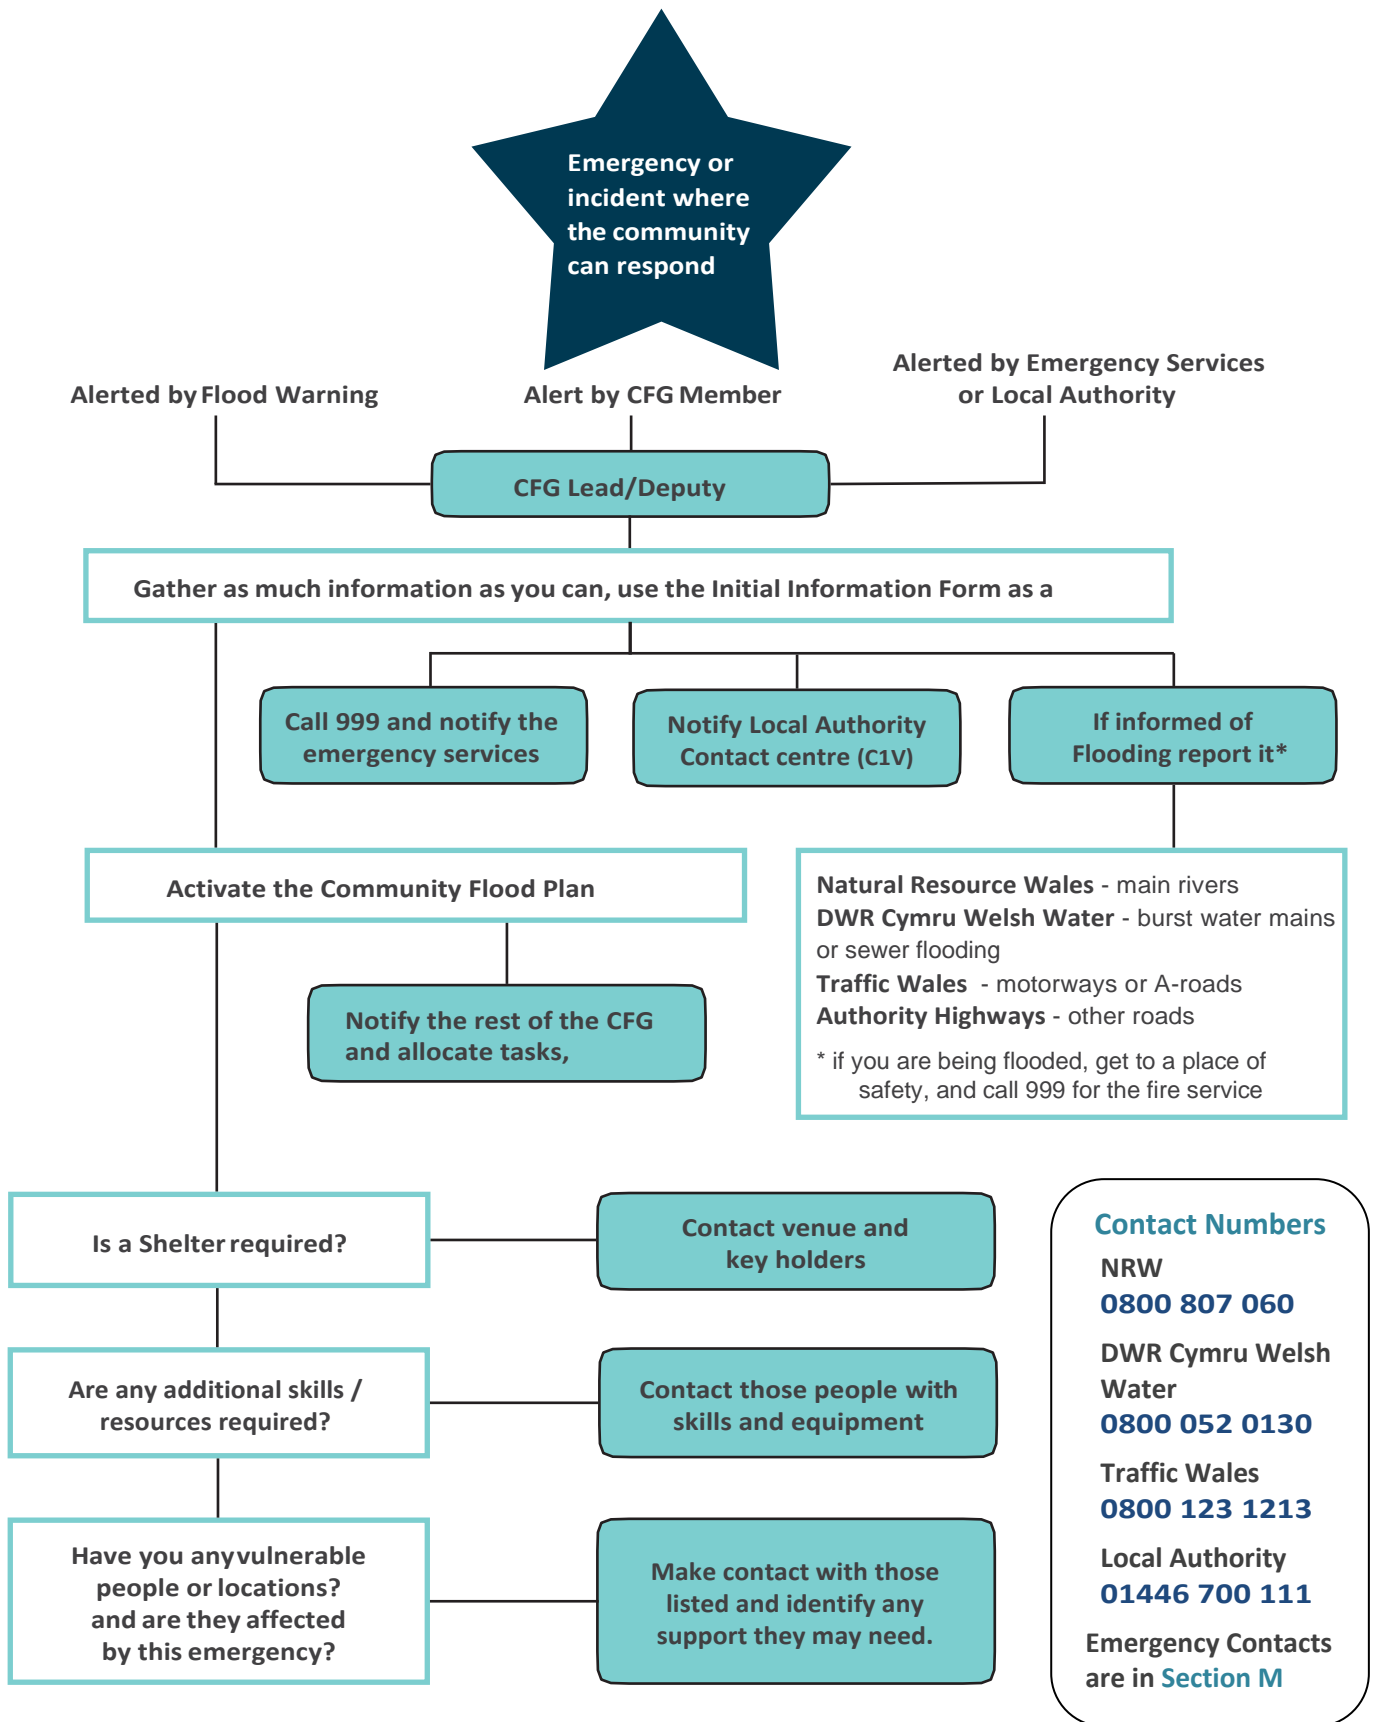 Emergency or
incident where
the community
can respond
Alerted by Flood Warning
Alert by CFG Member
Alerted by Emergency Services
or Local Authority
CFG Lead/Deputy
Gather as much information as you can, use the Initial Information Form as a
Call 999 and notify the
emergency services
Notify Local Authority
Contact centre (C1V)
If informed of
Flooding report it*
Activate the Community Flood Plan
Natural Resource Wales - main rivers
DWR Cymru Welsh Water - burst water mains
or sewer flooding
Traffic Wales - motorways or A-roads
Authority Highways - other roads
* if you are being flooded, get to a place of
safety, and call 999 for the fire service
Notify the rest of the CFG
and allocate tasks,
Is a Shelter required?
Contact venue and
key holders
Are any additional skills /
resources required?
Contact those people with
skills and equipment
Have you anyvulnerable
people or locations?
and are they affected
by this emergency?
Make contact with those
listed and identify any
support they may need.
Contact Numbers
NRW
0800 807 060
DWR Cymru Welsh
Water
0800 052 0130
Traffic Wales
0800 123 1213
Local Authority
01446 700 111
Emergency Contacts
are in Section M